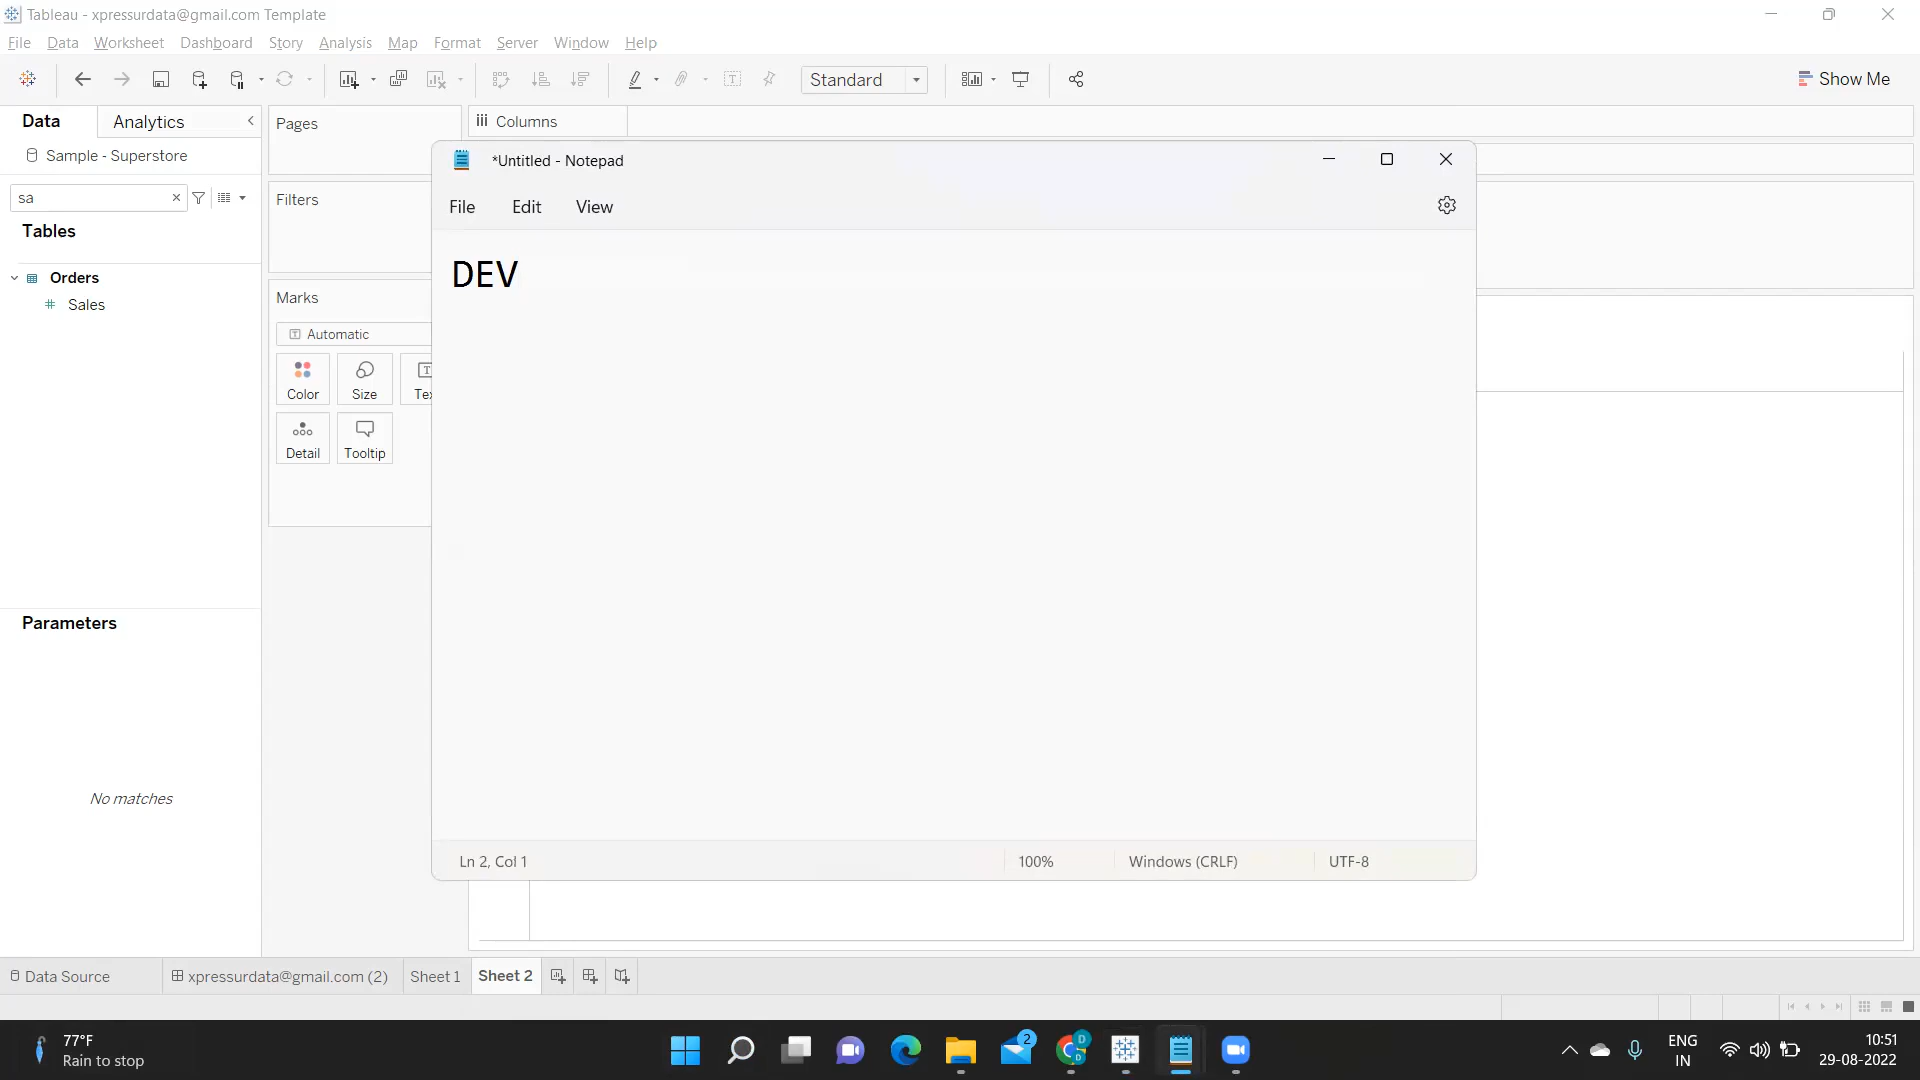 Tableau - xpressurdata@gmail.com Template
File Data Worksheet Dashboard Story Analysis Map Format Server Window Help
Standard
Show Me
Data Analytics
Pages
Columns
Sample - Superstore
*Untitled - Notepad
sa
Filters
File Edit View
Tables
DEV
Orders
Sales
Marks
Automatic
Color Size Tex
Detail Tooltip
Parameters
No matches
Ln 2, Col 1
100%
Windows (CRLF)
UTF-8
Data Source xpressurdata@gmail.com (2) Sheet 1 Sheet 2
77°F
Rain to stop
2
D
D
ENG
IN
10:51
29-08-2022